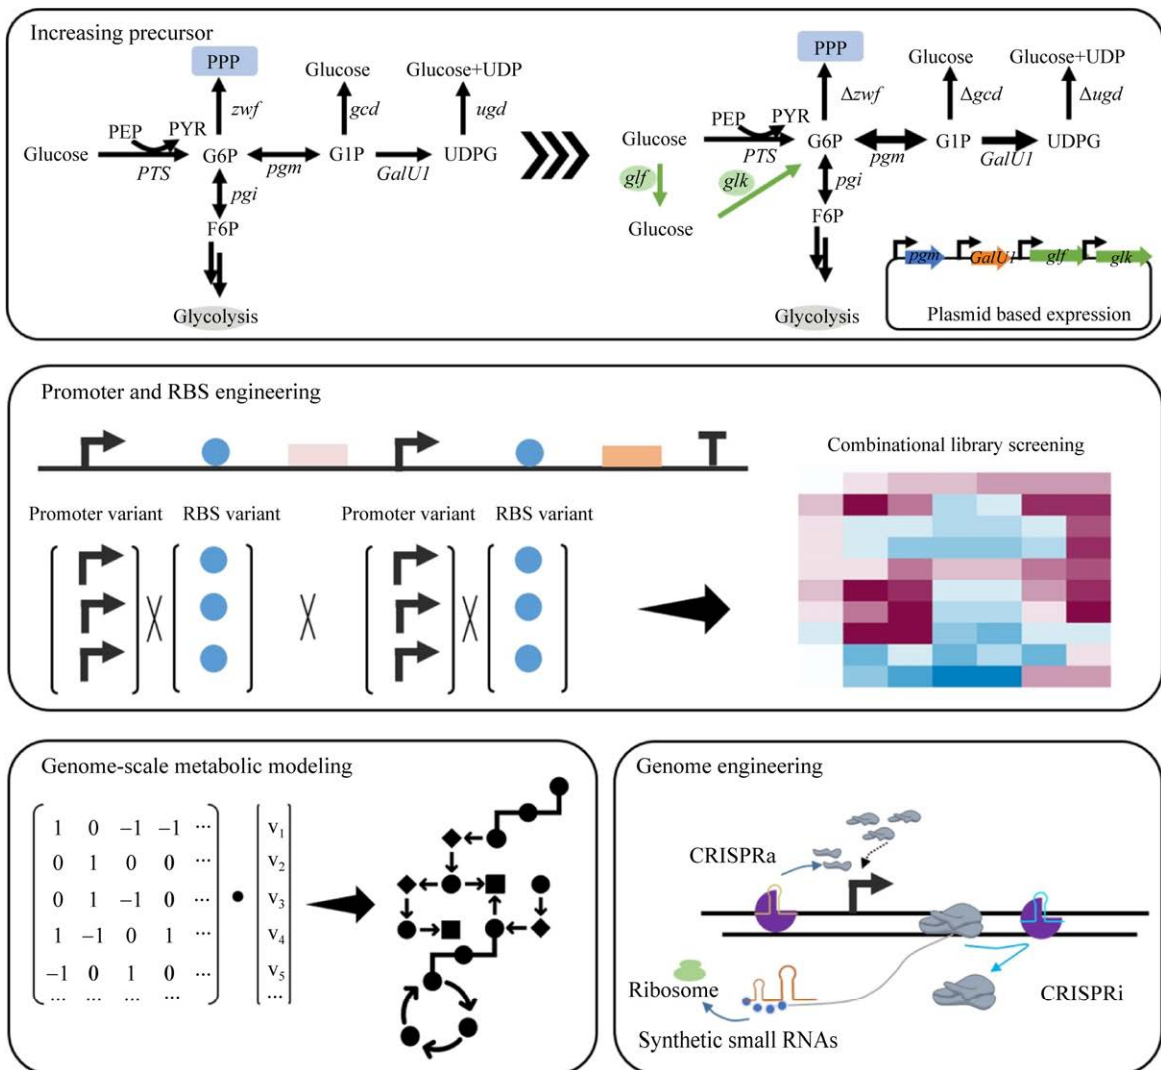 Increasing precursor
PPP
Glucose
Glucose+UDP
zwf
gcd
ugd
PEP
PYR
Glucose
PTS
G6P
pgm
G1P
GalU1
UDPG
pgi
F6P
Glycolysis
PPP
Glucose
Glucose+UDP
Δzwf
Δgcd
Δugd
PEP
PYR
Glucose
PTS
G6P
pgm
G1P
GalU1
UDPG
glf
glk
pgi
Glucose
F6P
Glycolysis
pgm
GalU1
glf
glk
Plasmid based expression
Promoter and RBS engineering
Combinational library screening
Promoter variant
RBS variant
Promoter variant
RBS variant
Genome-scale metabolic modeling
1 0 −1 −1 ... v1
0 1 0 0 ... v2
0 1 −1 0 ... v3
1 −1 0 1 ... v4
−1 0 1 0 ... v5
... ... ... ... ...
Genome engineering
CRISPRa
Ribosome
CRISPRi
Synthetic small RNAs